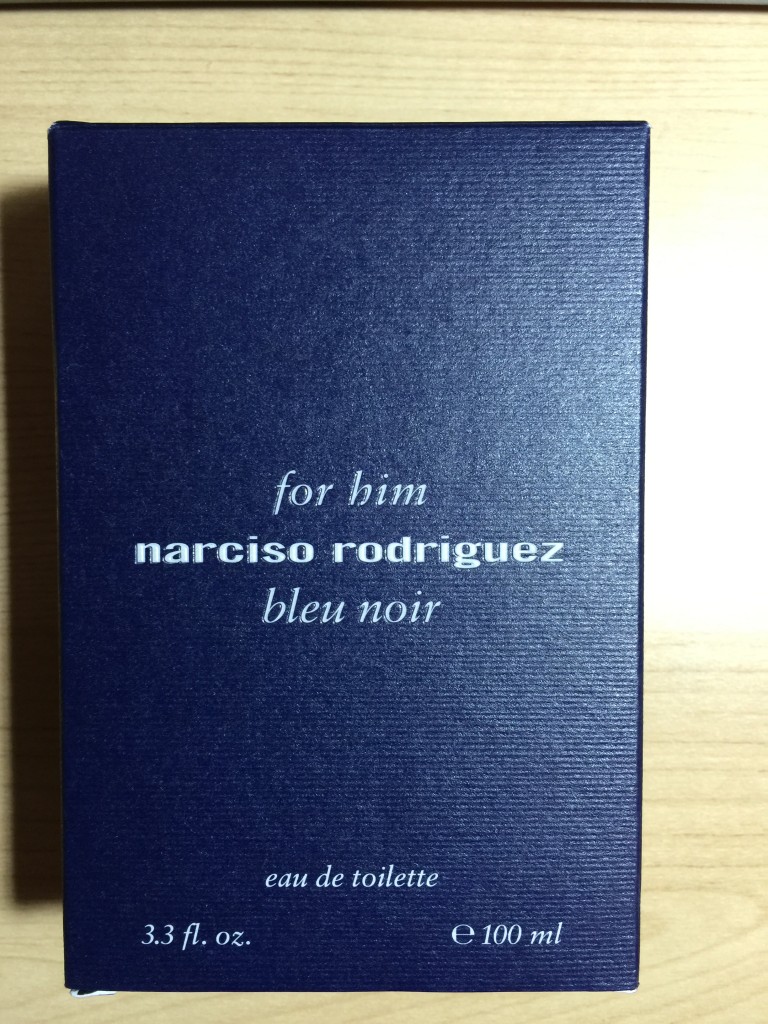 for him
narciso rodriguez
bleu noir
eau de toilette
3.3 fl. oz. ℮ 100 ml